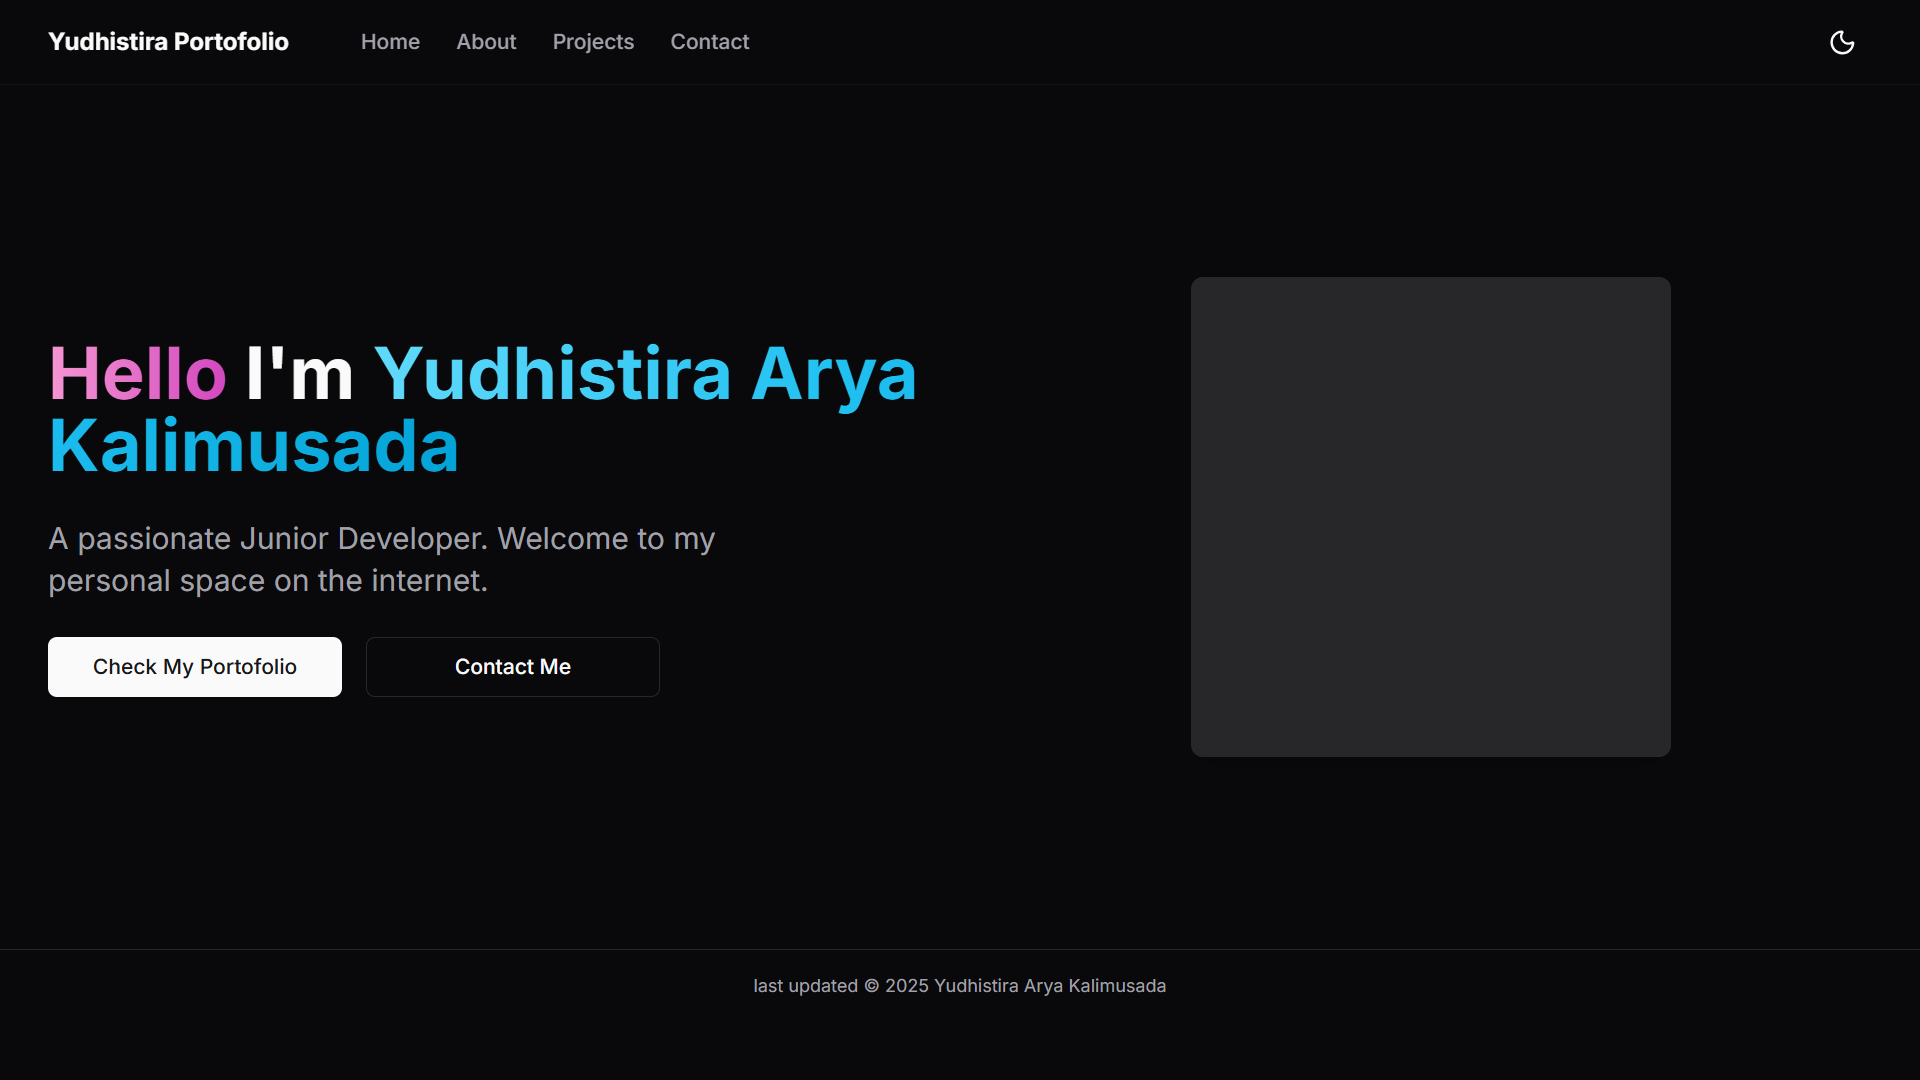 Yudhistira Portofolio
Home
About
Projects
Contact
Hello I'm Yudhistira Arya
Kalimusada
A passionate Junior Developer. Welcome to my
personal space on the internet.
Check My Portofolio
Contact Me
last updated © 2025 Yudhistira Arya Kalimusada